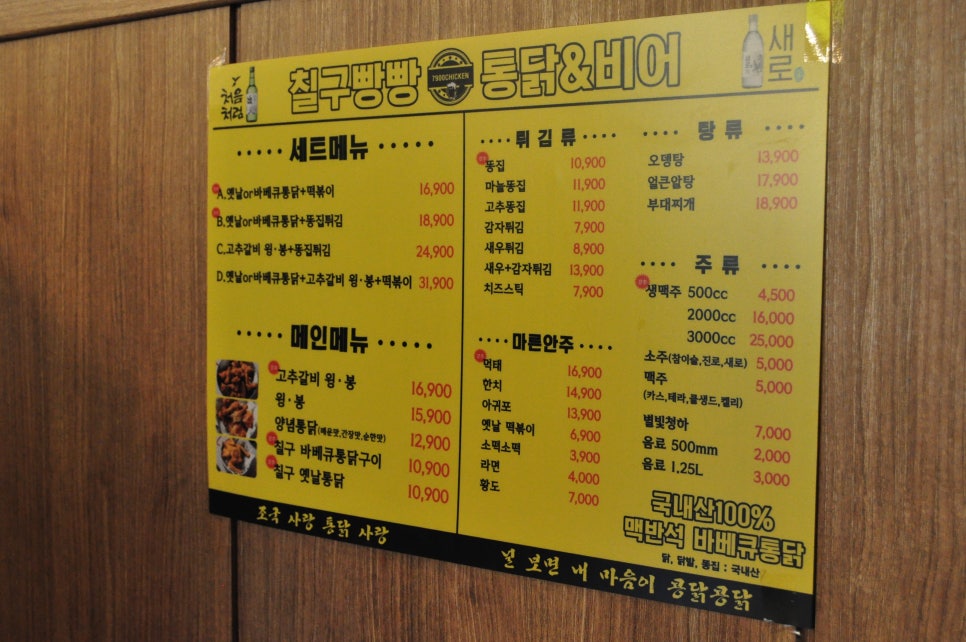 처음
처럼
칠구빵빵
7900CHICKEN
통닭&비어
새
로
세트메뉴
A.옛날or바베큐통닭+떡볶이 16,900
B.옛날or바베큐통닭+똥집튀김 18,900
C.고추갈비 윙·봉+똥집튀김 24,900
D.옛날or바베큐통닭+고추갈비 윙·봉+떡볶이 31,900
메인메뉴
고추갈비 윙·봉 16,900
윙·봉 15,900
양념통닭(매운맛,간장맛,순한맛) 12,900
칠구 바베큐통닭구이 10,900
칠구 옛날통닭 10,900
튀김류
똥집 10,900
마늘똥집 11,900
고추똥집 11,900
감자튀김 7,900
새우튀김 8,900
새우+감자튀김 13,900
치즈스틱 7,900
마른안주
먹태 16,900
한치 14,900
아귀포 13,900
옛날 떡볶이 6,900
소떡소떡 3,900
라면 4,000
황도 7,000
탕류
오뎅탕 13,900
얼큰알탕 17,900
부대찌개 18,900
주류
생맥주 500cc 4,500
2000cc 16,000
3000cc 25,000
소주(참이슬,진로,새로) 5,000
맥주 5,000
(카스,테라,클생드,켈리)
별빛청하 7,000
음료 500mm 2,000
음료 1.25L 3,000
국내산100%
맥반석 바베큐통닭
닭, 닭발, 똥집 : 국내산
조국 사랑 통닭 사랑
널 보면 내 마음이 콩닭콩닭